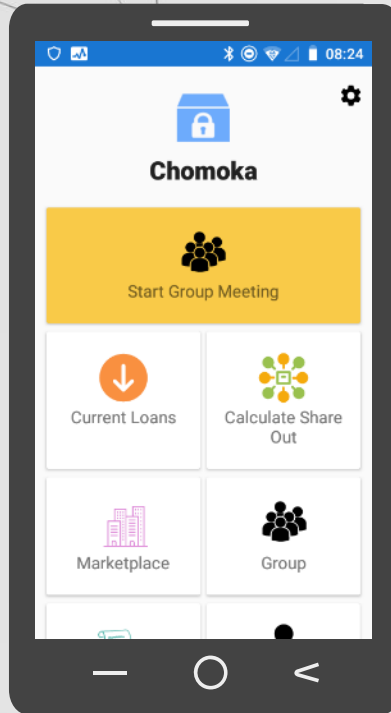 08:24
Chomoka
Start Group Meeting
Current Loans
Calculate Share
Out
Marketplace
Group